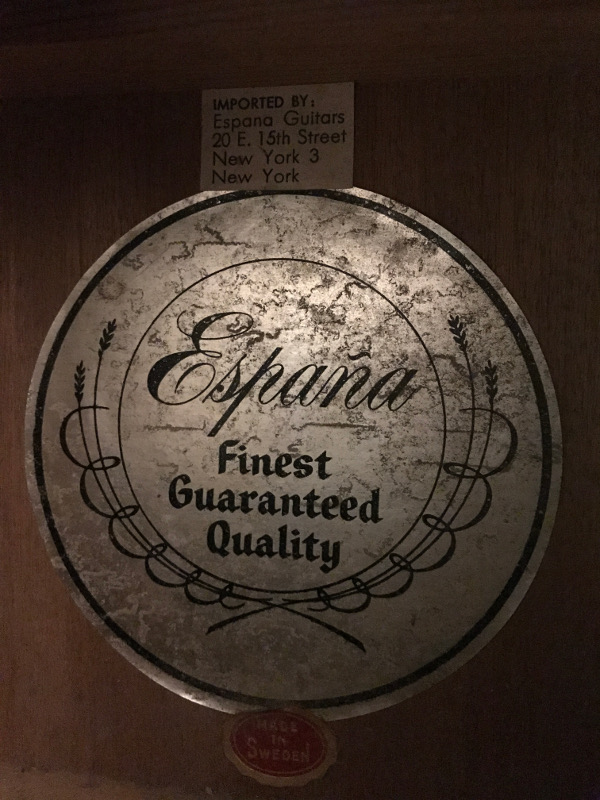 IMPORTED BY:
Espana Guitars
20 E. 15th Street
New York 3
New York
España
Finest
Guaranteed
Quality
MADE
IN
SWEDEN